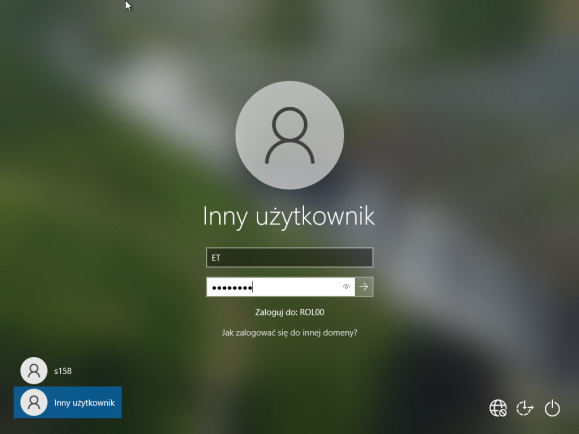 Inny użytkownik
ET
••••••••
Zaloguj do: ROL00
Jak zalogować się do innej domeny?
s158
Inny użytkownik